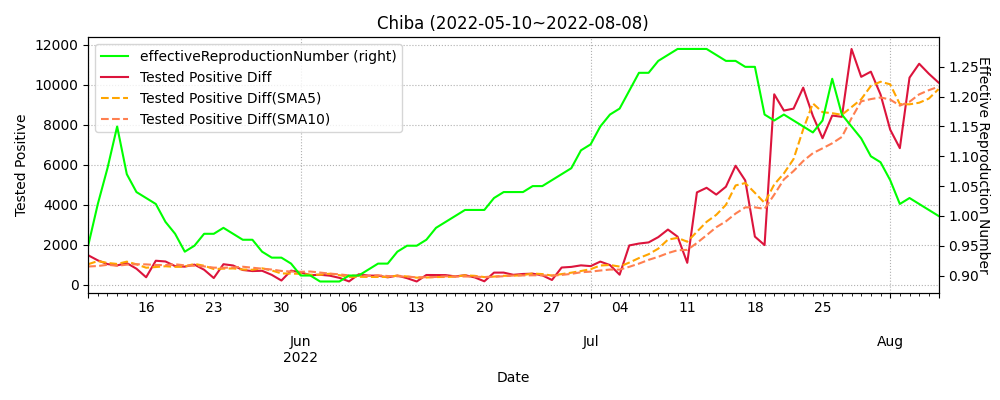 Chiba (2022-05-10~2022-08-08)
effectiveReproductionNumber (right)
Tested Positive Diff
Tested Positive Diff(SMA5)
Tested Positive Diff(SMA10)
Tested Positive
12000
10000
8000
6000
4000
2000
0
1.25
1.20
1.15
1.10
1.05
1.00
0.95
0.90
Effective Reproduction Number
16 23 30 06 13 20 27 04 11 18 25
Jun Jul Aug
2022
Date